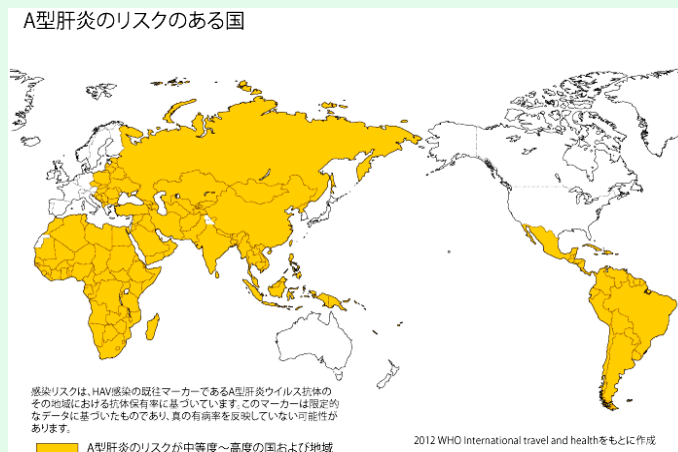 A型肝炎のリスクのある国
感染リスクは、HAV感染の既往マーカーであるA型肝炎ウイルス抗体の
その地域における抗体保有率に基づいています。このマーカーは限定的
なデータに基づいたものであり、真の有病率を反映していない可能性が
あります。
A型肝炎のリスクが中等度～高度の国および地域
2012 WHO International travel and healthをもとに作成